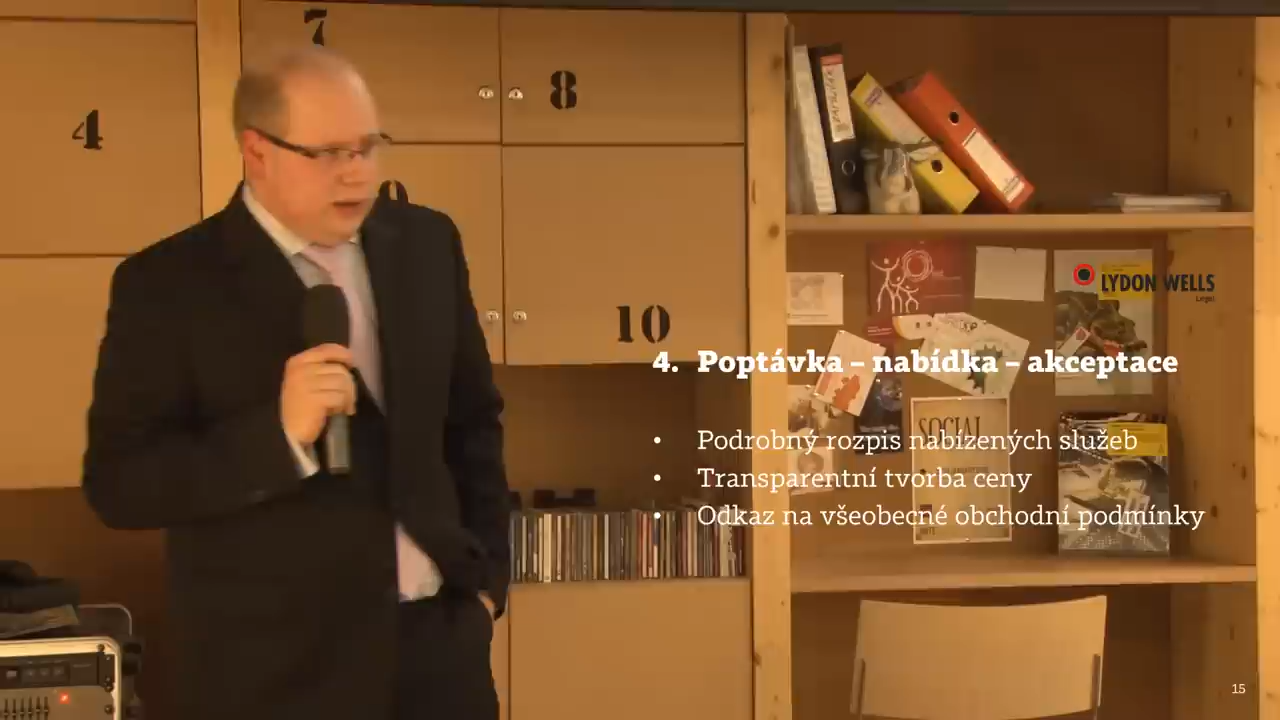 7
8
4
9
10
LYDON WELLS
Legal
4. Poptávka – nabídka – akceptace
SOCIAL
• Podrobný rozpis nabízených služeb
• Transparentní tvorba ceny
• Odkaz na všeobecné obchodní podmínky
15